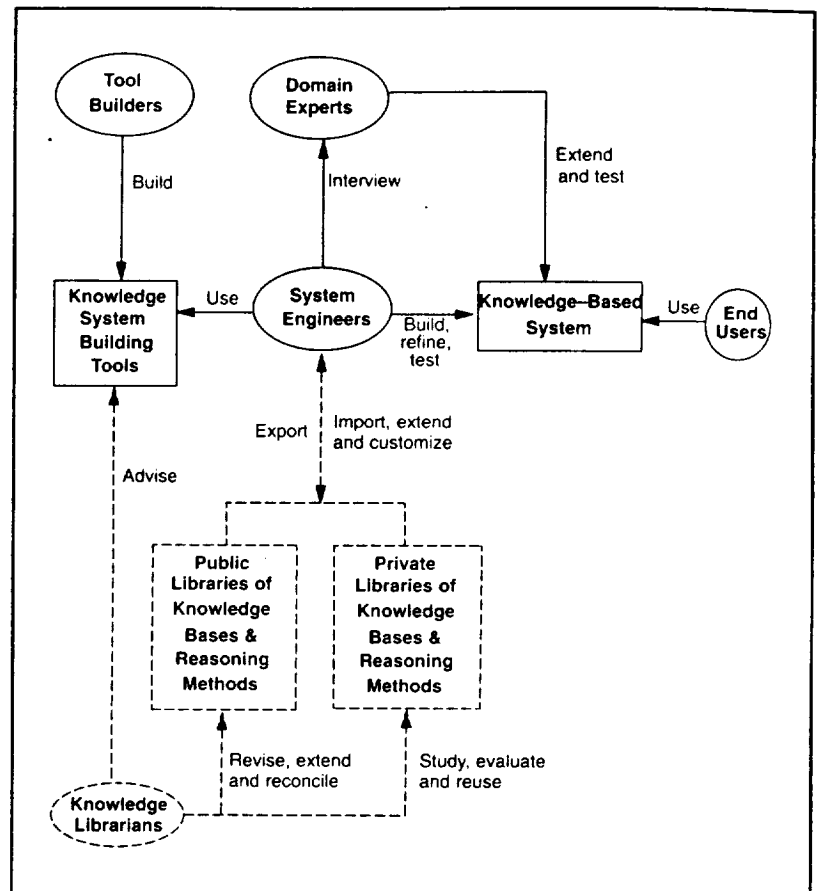 Tool
Builders
Domain
Experts
Build
Interview
Extend
and test
Knowledge
System
Building
Tools
Use
System
Engineers
Build,
refine,
test
Knowledge-Based
System
Use
End
Users
Export
Import, extend
and customize
Advise
Public
Libraries of
Knowledge
Bases &
Reasoning
Methods
Private
Libraries of
Knowledge
Bases &
Reasoning
Methods
Revise, extend
and reconcile
Study, evaluate
and reuse
Knowledge
Librarians